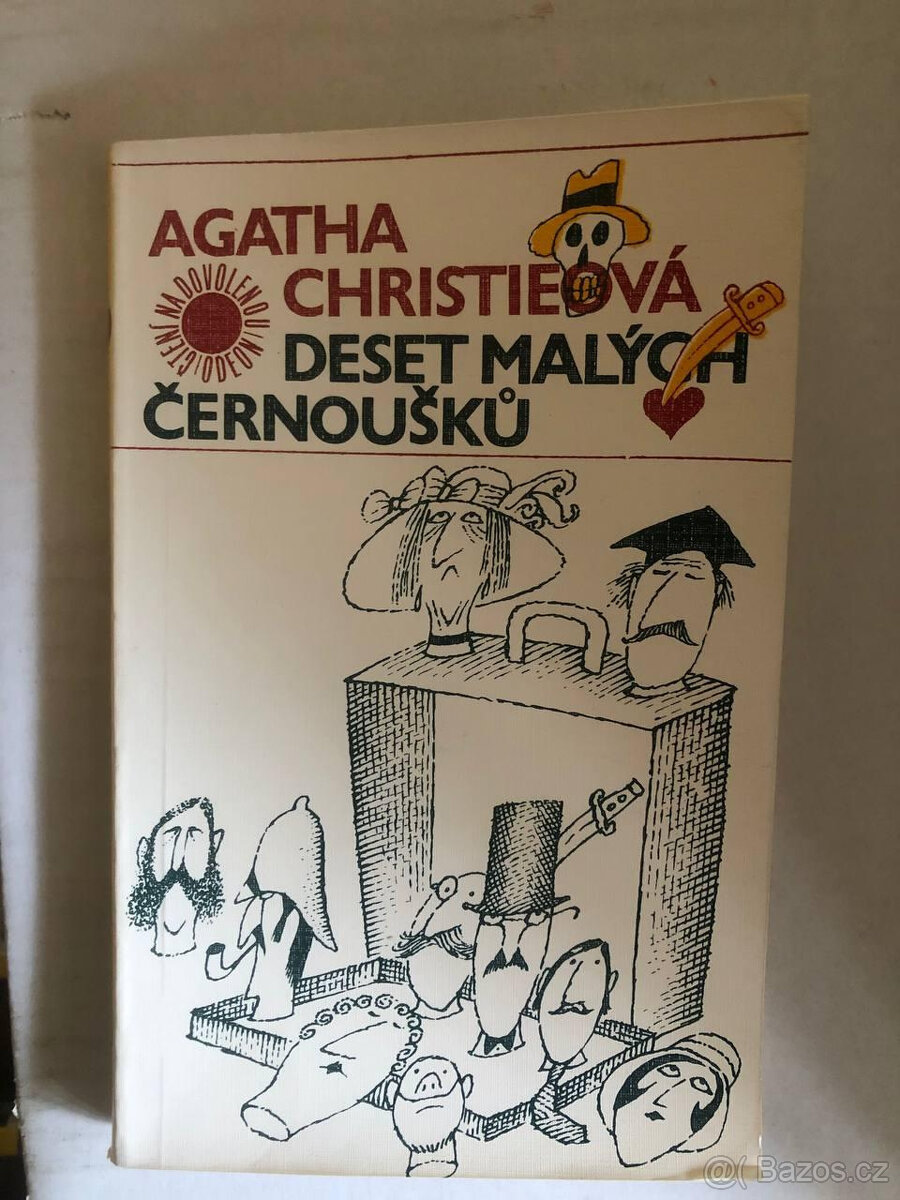 AGATHA
CHRISTIEOVÁ
DESET MALÝCH
ČERNOUŠKŮ
ČTENÍ NA DOVOLENOU ODEON
@( Bazos.cz